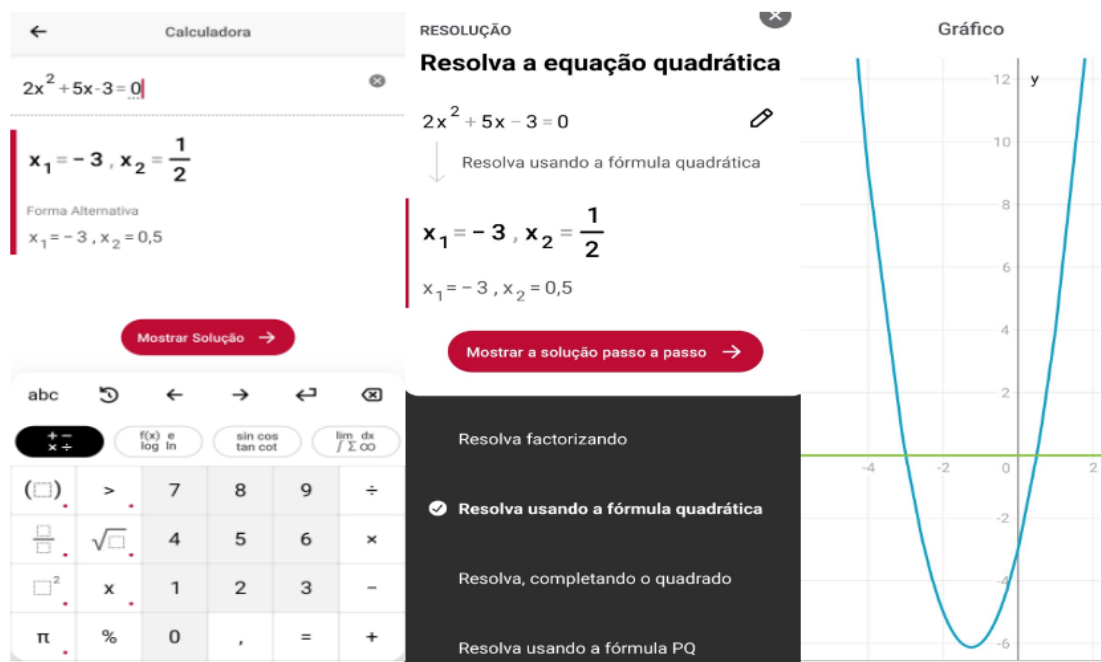 Calculadora
2x² + 5x-3 = 0
x₁ = − 3 , x₂ = 1/2
Forma Alternativa
x₁ = − 3 , x₂ = 0,5
Mostrar Solução →
abc ← →
+ − × ÷ f(x) e log ln sin cos tan cot lim dx ∫ Σ ∞
(□) > 7 8 9 ÷
□/□ √□ 4 5 6 ×
□² x 1 2 3 −
π % 0 , = +
RESOLUÇÃO
Resolva a equação quadrática
2x² + 5x − 3 = 0
Resolva usando a fórmula quadrática
x₁ = − 3 , x₂ = 1/2
x₁ = − 3 , x₂ = 0,5
Mostrar a solução passo a passo →
Resolva factorizando
Resolva usando a fórmula quadrática
Resolva, completando o quadrado
Resolva usando a fórmula PQ
Gráfico
12 y
10
8
6
4
2
-4 -2 0 2
-2
-4
-6